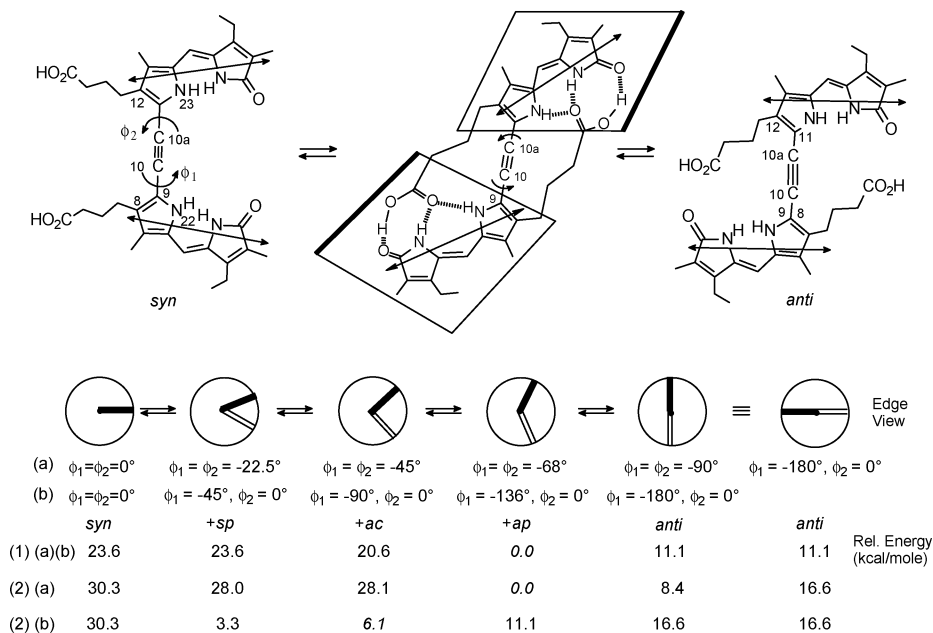 HO2C
12
N
H
23
H
N
O
ϕ2
10a
10
ϕ1
9
8
HO2C
N
H
22
H
N
O
syn
N
H
O
H
N
H
O
O
10a
10
9
O
O
H
O
H
N
H
N
12
11
NH
H
N
O
HO2C
10a
10
9
8
CO2H
O
H
N
HN
anti
Edge
View
(a) ϕ1=ϕ2=0° ϕ1 = ϕ2 = -22.5° ϕ1 = ϕ2 = -45° ϕ1= ϕ2 = -68° ϕ1 = ϕ2 = -90° ϕ1 = -180°, ϕ2 = 0°
(b) ϕ1=ϕ2=0° ϕ1 = -45°, ϕ2 = 0° ϕ1 = -90°, ϕ2 = 0° ϕ1 = -136°, ϕ2 = 0° ϕ1 = -180°, ϕ2 = 0°
syn +sp +ac +ap anti anti
Rel. Energy
(kcal/mole)
(1) (a)(b) 23.6 23.6 20.6 0.0 11.1 11.1
(2) (a) 30.3 28.0 28.1 0.0 8.4 16.6
(2) (b) 30.3 3.3 6.1 11.1 16.6 16.6